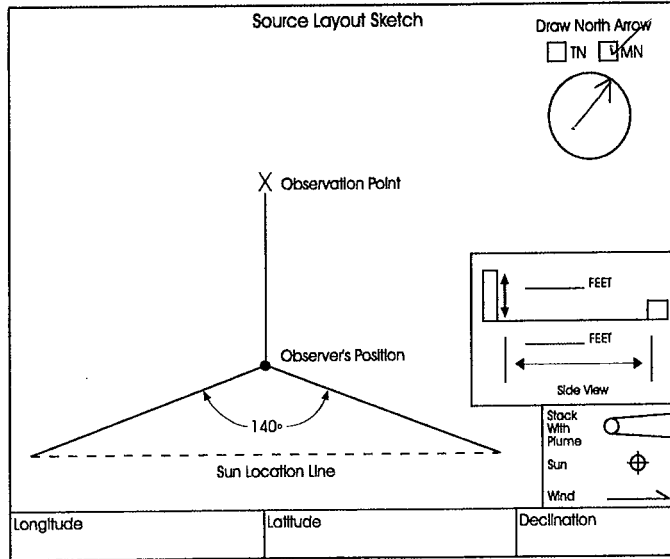 Source Layout Sketch
Draw North Arrow
TN MN
X Observation Point
FEET
Observer's Position
FEET
Side View
140°
Sun Location Line
Stack
With
Plume
Sun
Wind
Longitude Latitude Declination